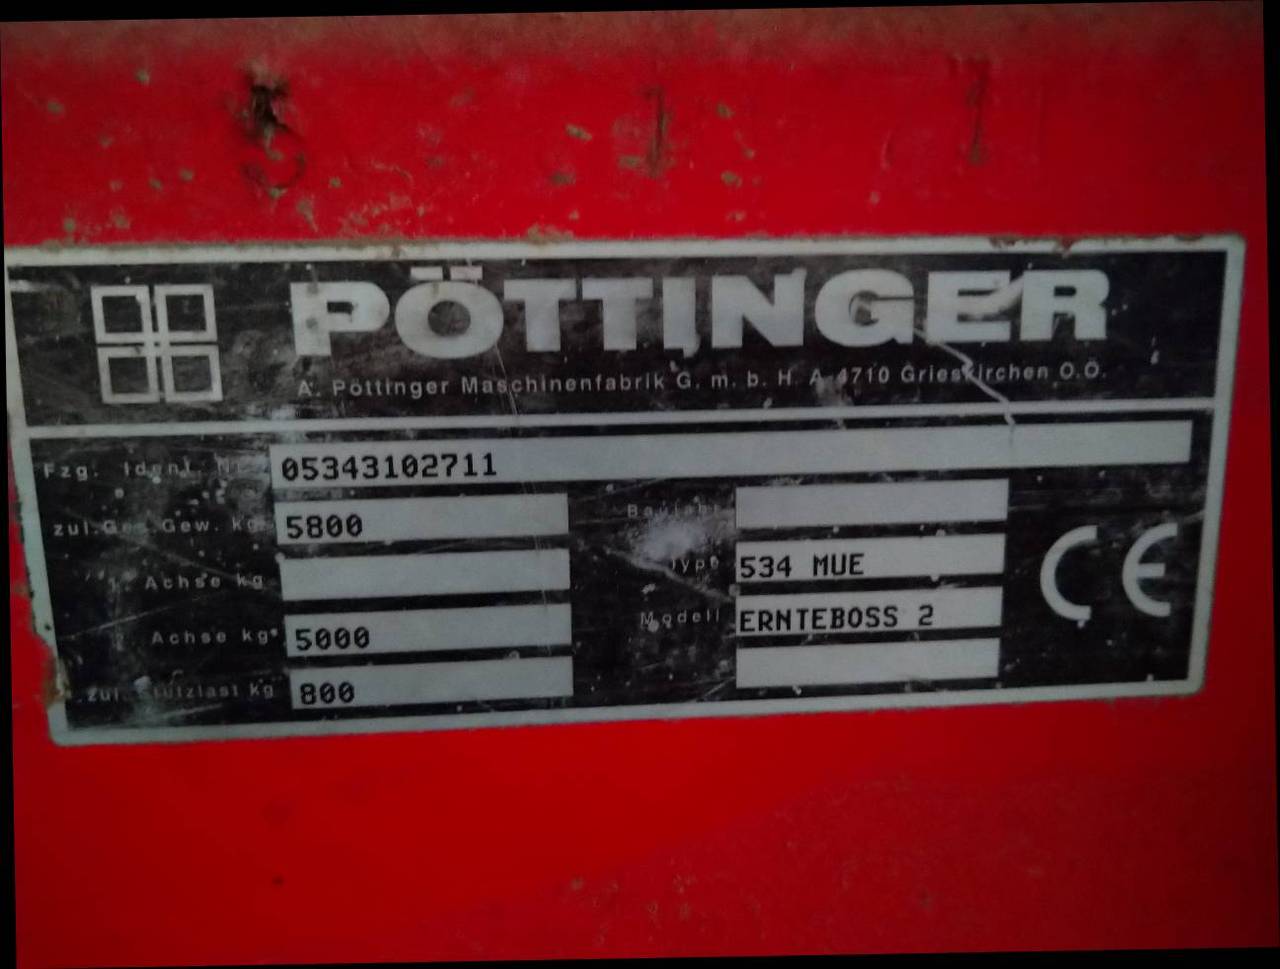 PÖTTINGER
A. Pöttinger Maschinenfabrik G. m. b. H. A-4710 Grieskirchen O.Ö.
Fzg. Ident. Nr. 05343102711
zul.Ges.Gew. kg 5800
Baujahr
1. Achse kg
Type 534 MUE
2. Achse kg 5000
Modell ERNTEBOSS 2
zul. Stützlast kg 800
CE